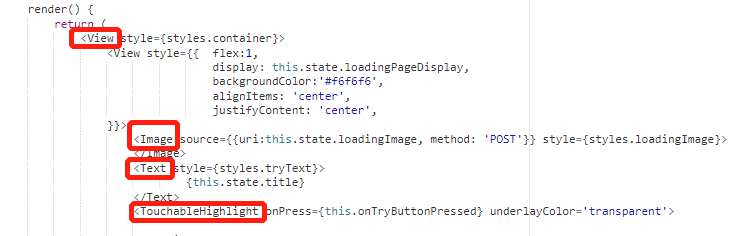 render() {
return (
<View style={styles.container}>
<View style={{ flex:1,
display: this.state.loadingPageDisplay,
backgroundColor:'#f6f6f6',
alignItems: 'center',
justifyContent: 'center',
}}>
<Image source={{uri:this.state.loadingImage, method: 'POST'}} style={styles.loadingImage}>
</Image>
<Text style={styles.tryText}>
{this.state.title}
</Text>
<TouchableHighlight onPress={this.onTryButtonPressed} underlayColor='transparent'>